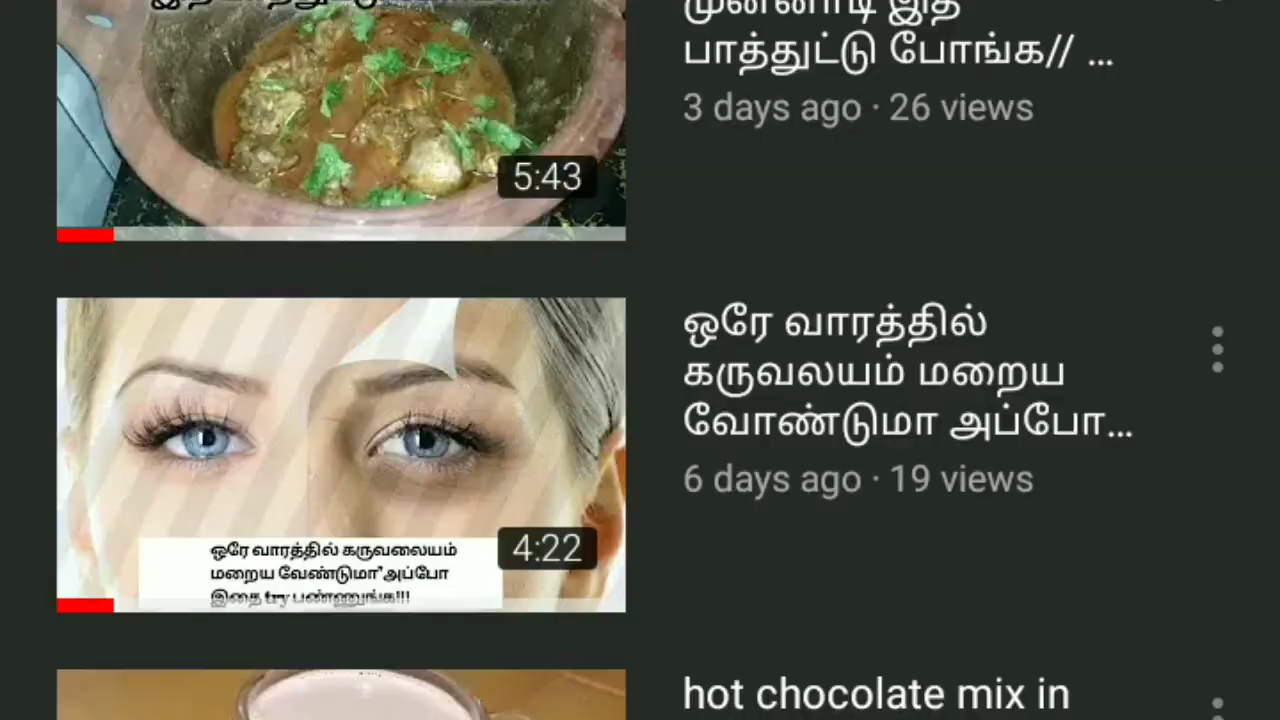 முன்னாடி இத
பாத்துட்டு போங்க// ...
3 days ago · 26 views
5:43
ஒரே வாரத்தில்
கருவலயம் மறைய
வோண்டுமா அப்போ...
6 days ago · 19 views
ஒரே வாரத்தில் கருவலையம்
மறைய வேண்டுமா"அப்போ
இதை try பண்ணுங்க!!!
4:22
hot chocolate mix in